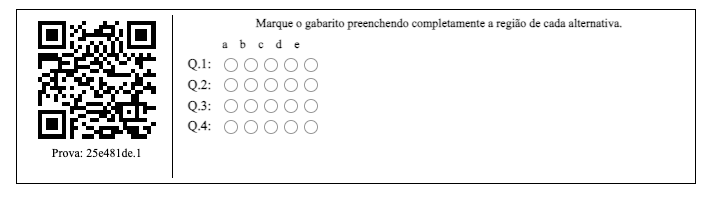 Marque o gabarito preenchendo completamente a região de cada alternativa.
a b c d e
Q.1:
Q.2:
Q.3:
Q.4:
Prova: 25e481de.1